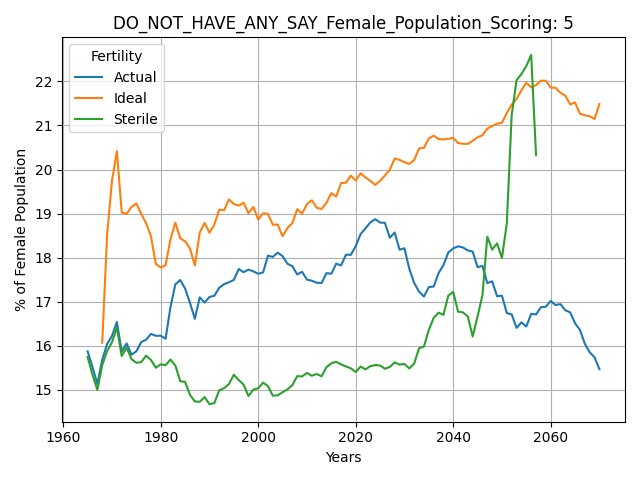 DO_NOT_HAVE_ANY_SAY_Female_Population_Scoring: 5
Fertility
Actual
Ideal
Sterile
% of Female Population
22
21
20
19
18
17
16
15
1960
1980
2000
2020
2040
2060
Years